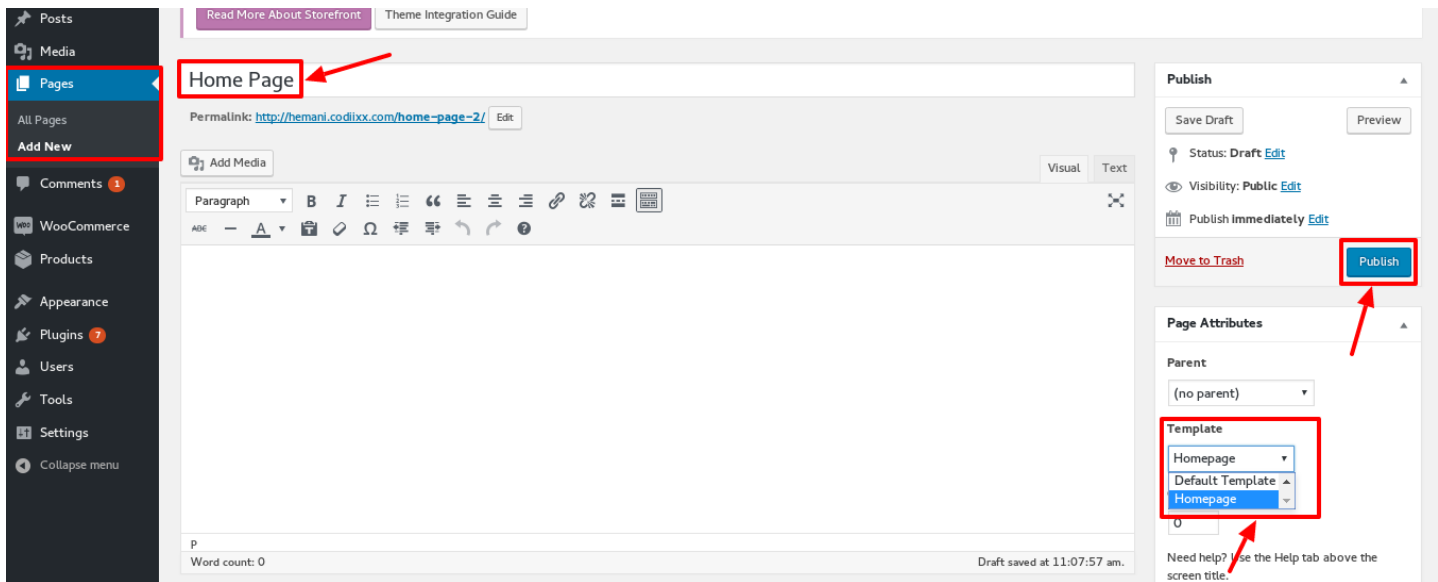 Posts
Media
Pages
All Pages
Add New
Comments 1
WooCommerce
Products
Appearance
Plugins 7
Users
Tools
Settings
Collapse menu
Read More About Storefront
Theme Integration Guide
Home Page
Permalink: http://hemani.codiixx.com/home-page-2/ Edit
Add Media
Visual Text
Paragraph B I
ABE A Ω
P
Word count: 0
Draft saved at 11:07:57 am.
Publish
Save Draft
Preview
Status: Draft Edit
Visibility: Public Edit
Publish immediately Edit
Move to Trash
Publish
Page Attributes
Parent
(no parent)
Template
Homepage
Default Template
Homepage
0
Need help? Use the Help tab above the
screen title.